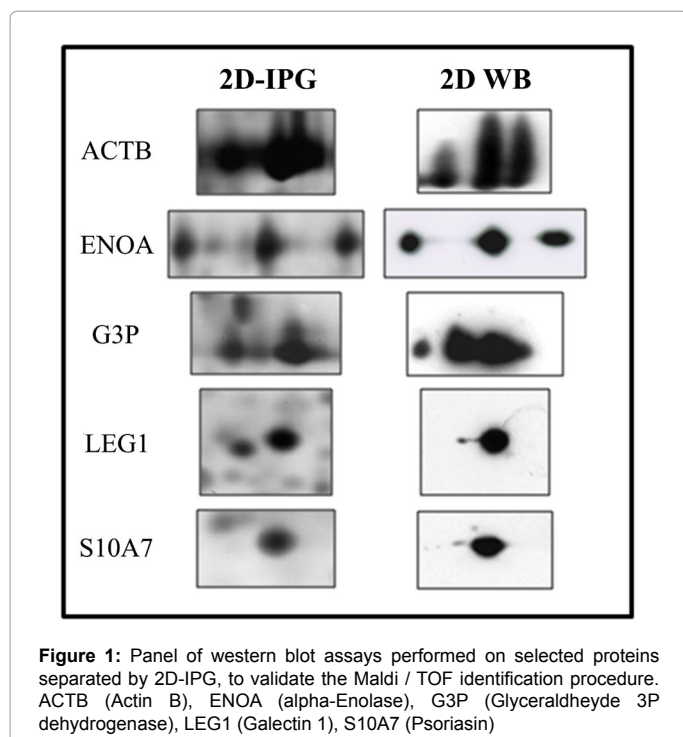 2D-IPG 2D WB
ACTB
ENOA
G3P
LEG1
S10A7
Figure 1: Panel of western blot assays performed on selected proteins
separated by 2D-IPG, to validate the Maldi / TOF identification procedure.
ACTB (Actin B), ENOA (alpha-Enolase), G3P (Glyceraldheyde 3P
dehydrogenase), LEG1 (Galectin 1), S10A7 (Psoriasin)